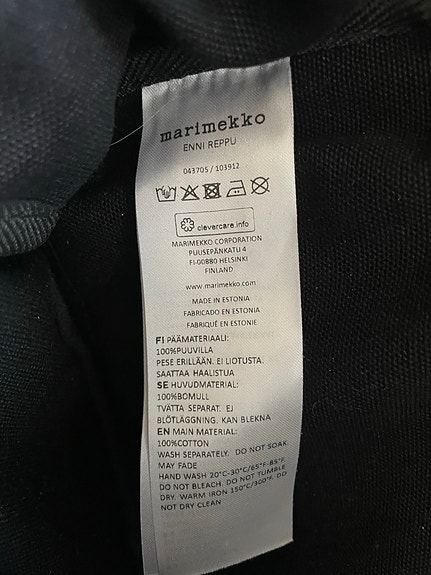 marimekko
ENNI REPPU
043705 / 103912
clevercare.info
MARIMEKKO CORPORATION
PUUSEPÄNKATU 4
FI-00880 HELSINKI
FINLAND
www.marimekko.com
MADE IN ESTONIA
FABRICADO EN ESTONIA
FABRIQUÉ EN ESTONIE
FI PÄÄMATERIAALI:
100%PUUVILLA
PESE ERILLÄÄN. EI LIOTUSTA.
SAATTAA HAALISTUA
SE HUVUDMATERIAL:
100%BOMULL
TVÄTTA SEPARAT. EJ
BLÖTLÄGGNING. KAN BLEKNA
EN MAIN MATERIAL:
100%COTTON
WASH SEPARATELY. DO NOT SOAK.
MAY FADE
HAND WASH 20°C-30°C/65°F-85°F.
DO NOT BLEACH. DO NOT TUMBLE
DRY. WARM IRON 150°C/300°F. DO
NOT DRY CLEAN